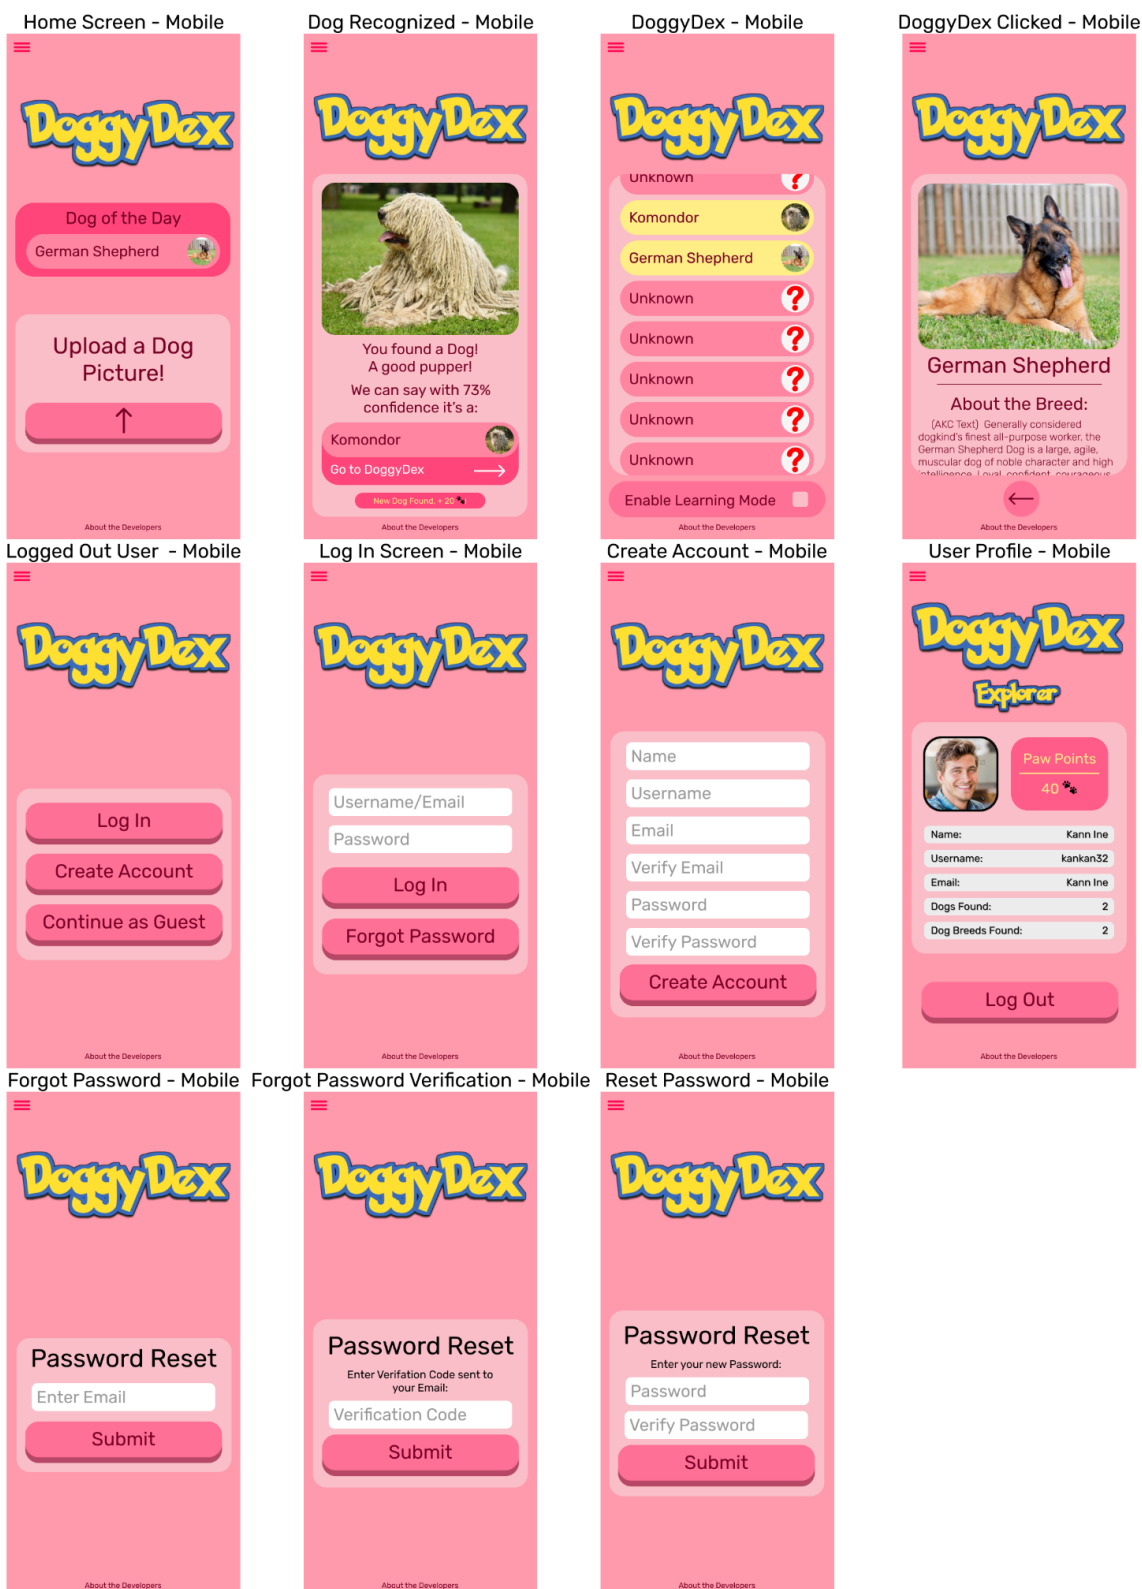 Home Screen - Mobile
DoggyDex
Dog of the Day
German Shepherd
Upload a Dog
Picture!
About the Developers
Dog Recognized - Mobile
DoggyDex
You found a Dog!
A good pupper!
We can say with 73%
confidence it's a:
Komondor
Go to DoggyDex
New Dog Found. + 20
About the Developers
DoggyDex - Mobile
DoggyDex
Unknown
?
Komondor
German Shepherd
Unknown
?
Unknown
?
Unknown
?
Unknown
?
Unknown
?
Enable Learning Mode
About the Developers
DoggyDex Clicked - Mobile
DoggyDex
German Shepherd
About the Breed:
(AKC Text) Generally considered
dogkind's finest all-purpose worker, the
German Shepherd Dog is a large, agile,
muscular dog of noble character and high
intelligence. Loyal, confident, courageous
About the Developers
Logged Out User - Mobile
DoggyDex
Log In
Create Account
Continue as Guest
About the Developers
Log In Screen - Mobile
DoggyDex
Username/Email
Password
Log In
Forgot Password
About the Developers
Create Account - Mobile
DoggyDex
Name
Username
Email
Verify Email
Password
Verify Password
Create Account
About the Developers
User Profile - Mobile
DoggyDex
Explorer
Paw Points
40
Name: Kann Ine
Username: kankan32
Email: Kann Ine
Dogs Found: 2
Dog Breeds Found: 2
Log Out
About the Developers
Forgot Password - Mobile
DoggyDex
Password Reset
Enter Email
Submit
About the Developers
Forgot Password Verification - Mobile
DoggyDex
Password Reset
Enter Verifation Code sent to
your Email:
Verification Code
Submit
About the Developers
Reset Password - Mobile
DoggyDex
Password Reset
Enter your new Password:
Password
Verify Password
Submit
About the Developers